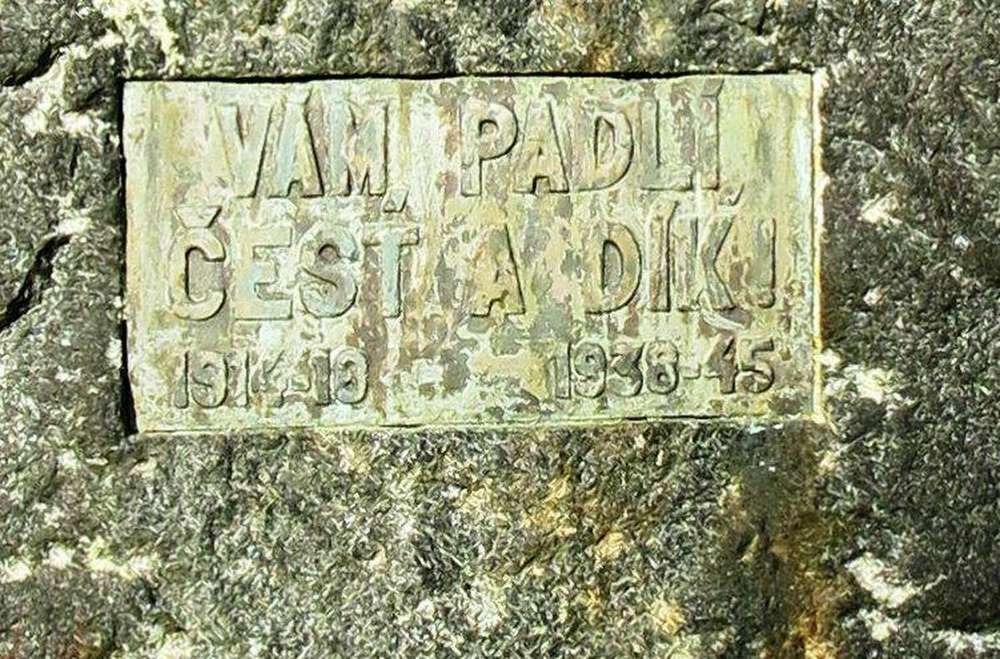 VÁM, PADLÍ,
ČEST A DÍK!
1914-18 1938-45